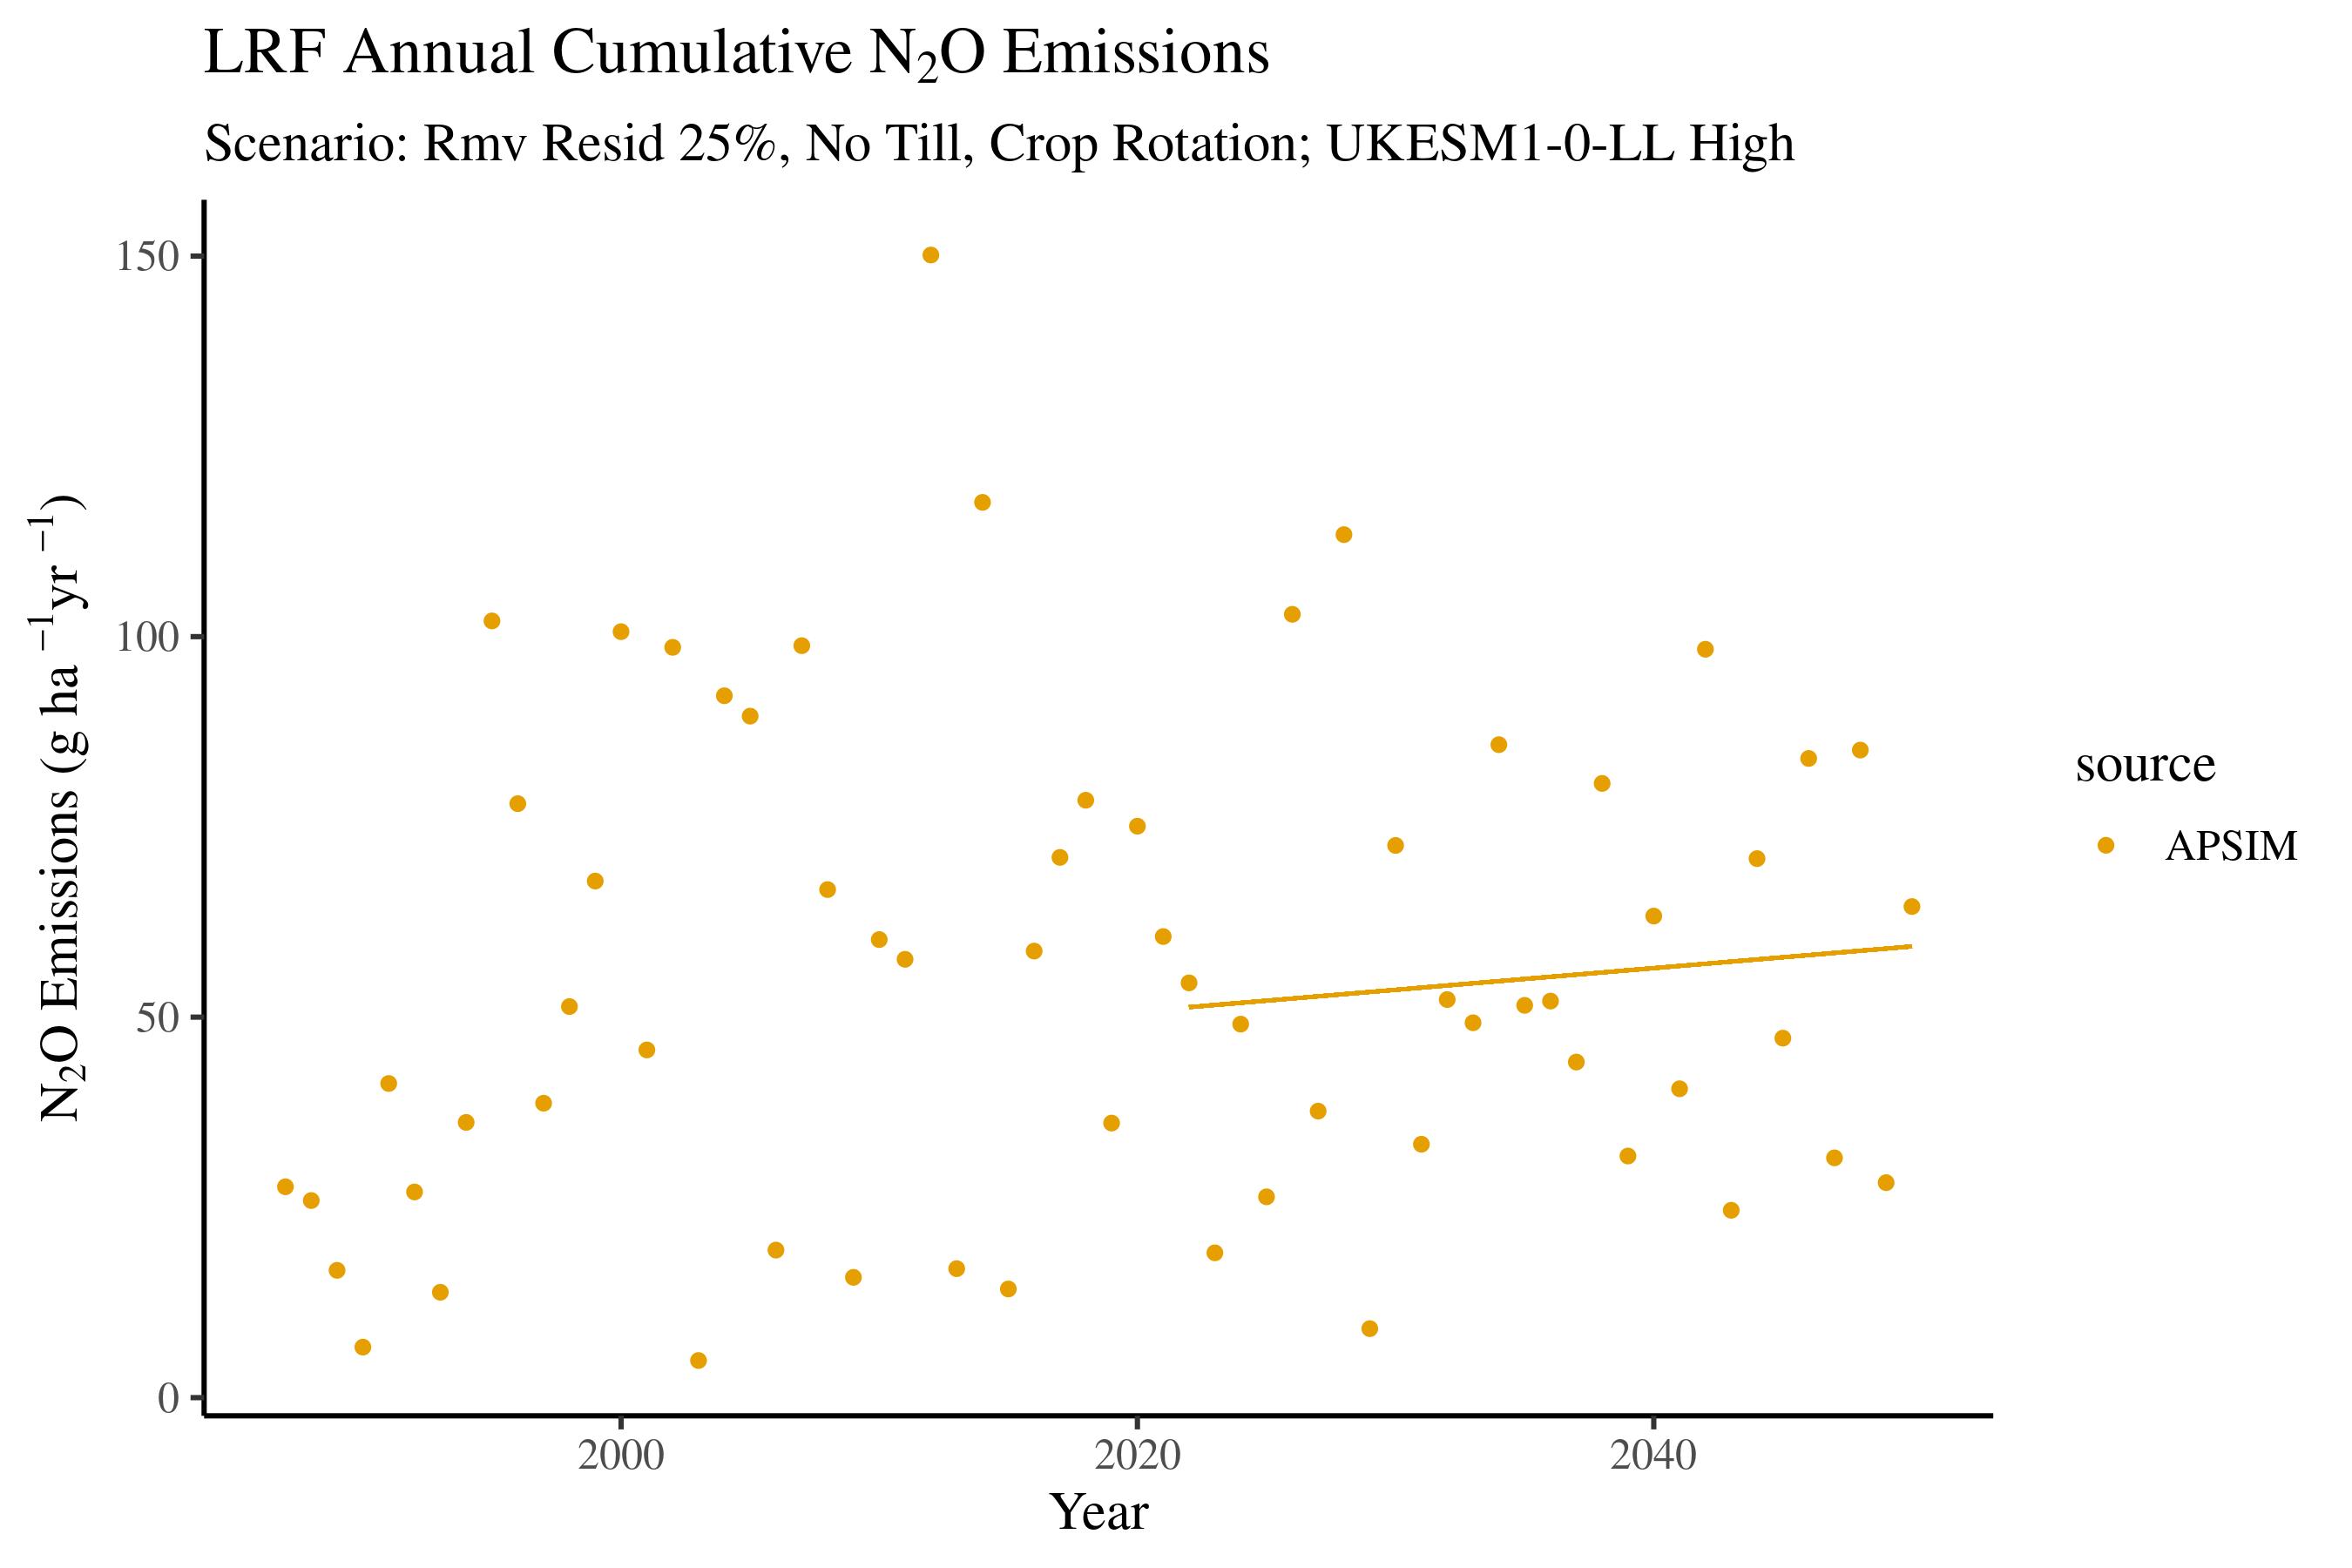 LRF Annual Cumulative N₂O Emissions
Scenario: Rmv Resid 25%, No Till, Crop Rotation; UKESM1-0-LL High
N₂O Emissions (g ha ⁻¹yr ⁻¹)
150
100
50
0
2000 2020 2040
Year
source
APSIM